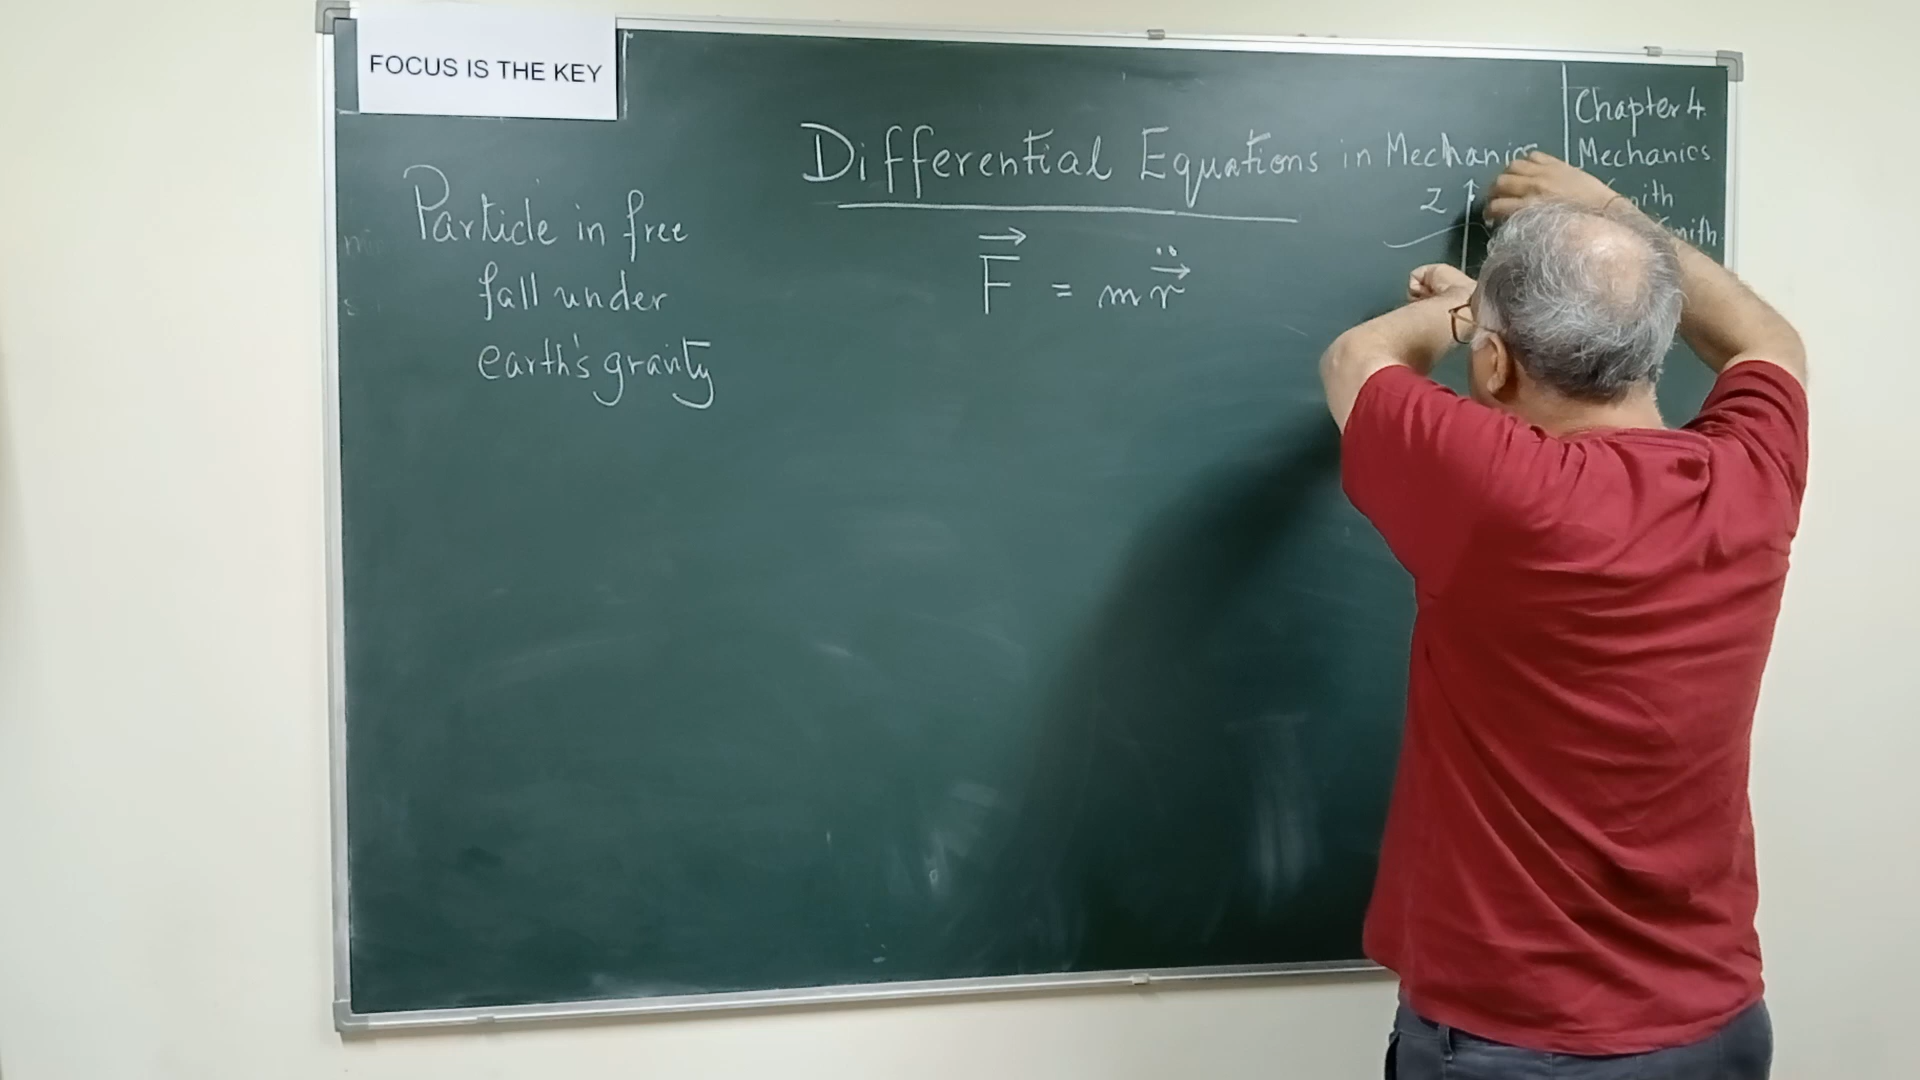 FOCUS IS THE KEY
Differential Equations in Mechanics
Chapter 4.
Mechanics
Particle in free
fall under
earth's gravity
F⃗ = m r̈⃗
Z